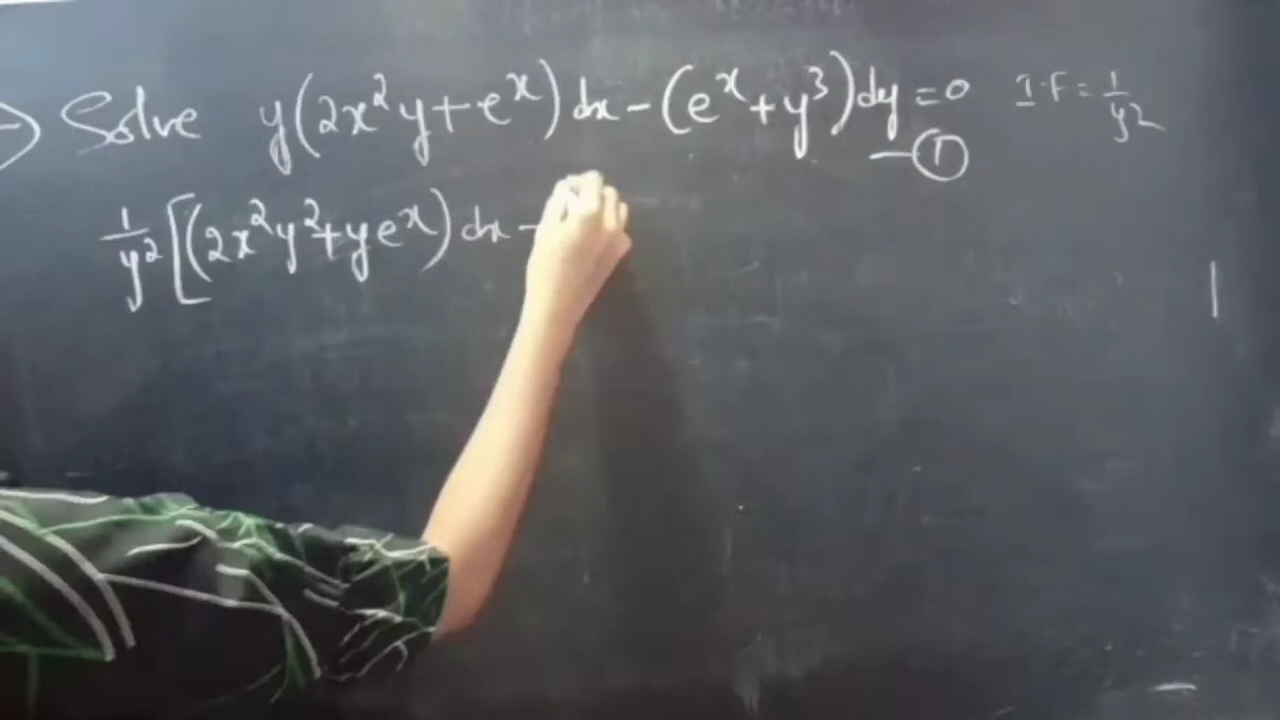 Solve y(2x²y+eˣ)dx-(eˣ+y³)dy=0 I.F=1/y²
-①
1/y²[(2x²y²+yeˣ)dx-